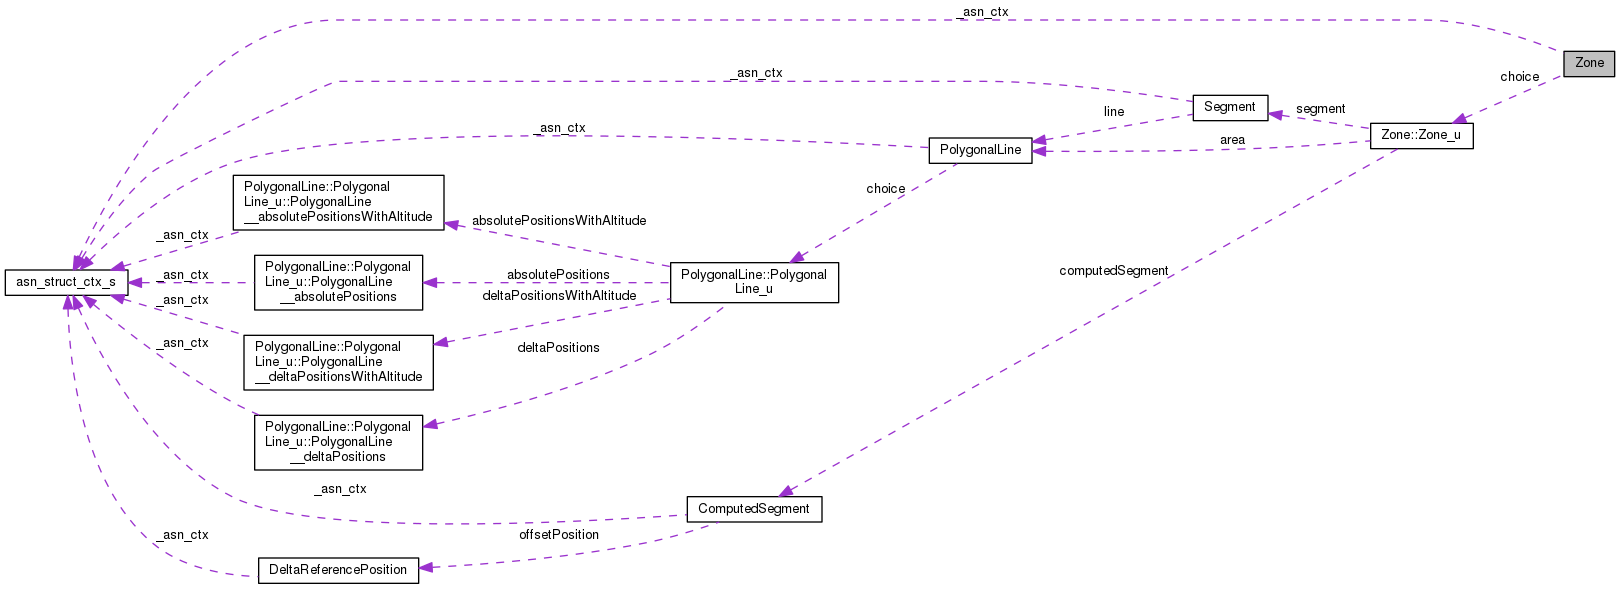 _asn_ctx
Zone
choice
_asn_ctx
Segment
segment
line
Zone::Zone_u
_asn_ctx
area
PolygonalLine
choice
PolygonalLine::Polygonal
Line_u::PolygonalLine
__absolutePositionsWithAltitude
absolutePositionsWithAltitude
_asn_ctx
PolygonalLine::Polygonal
Line_u::PolygonalLine
__absolutePositions
absolutePositions
_asn_ctx
asn_struct_ctx_s
PolygonalLine::Polygonal
Line_u
computedSegment
deltaPositionsWithAltitude
_asn_ctx
PolygonalLine::Polygonal
Line_u::PolygonalLine
__deltaPositionsWithAltitude
deltaPositions
_asn_ctx
PolygonalLine::Polygonal
Line_u::PolygonalLine
__deltaPositions
_asn_ctx
ComputedSegment
offsetPosition
_asn_ctx
DeltaReferencePosition